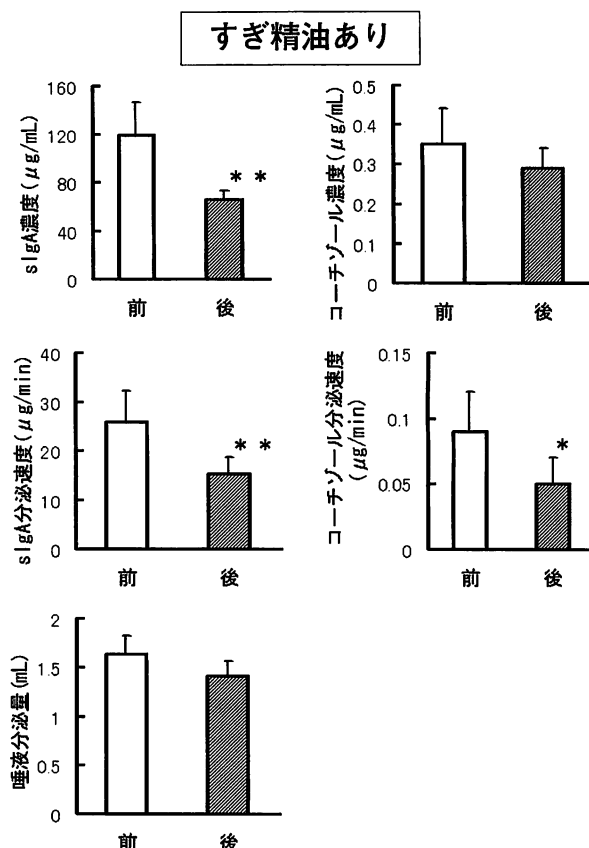 すぎ精油あり
sIgA濃度(μg/mL)
160
120
80
40
0
前
後
* *
コーチゾール濃度(μg/mL)
0.5
0.4
0.3
0.2
0.1
0
前
後
sIgA分泌速度(μg/min)
40
30
20
10
0
前
後
* *
コーチゾール分泌速度
(μg/min)
0.15
0.1
0.05
0
前
後
*
唾液分泌量(mL)
2
1.5
1
0.5
0
前
後